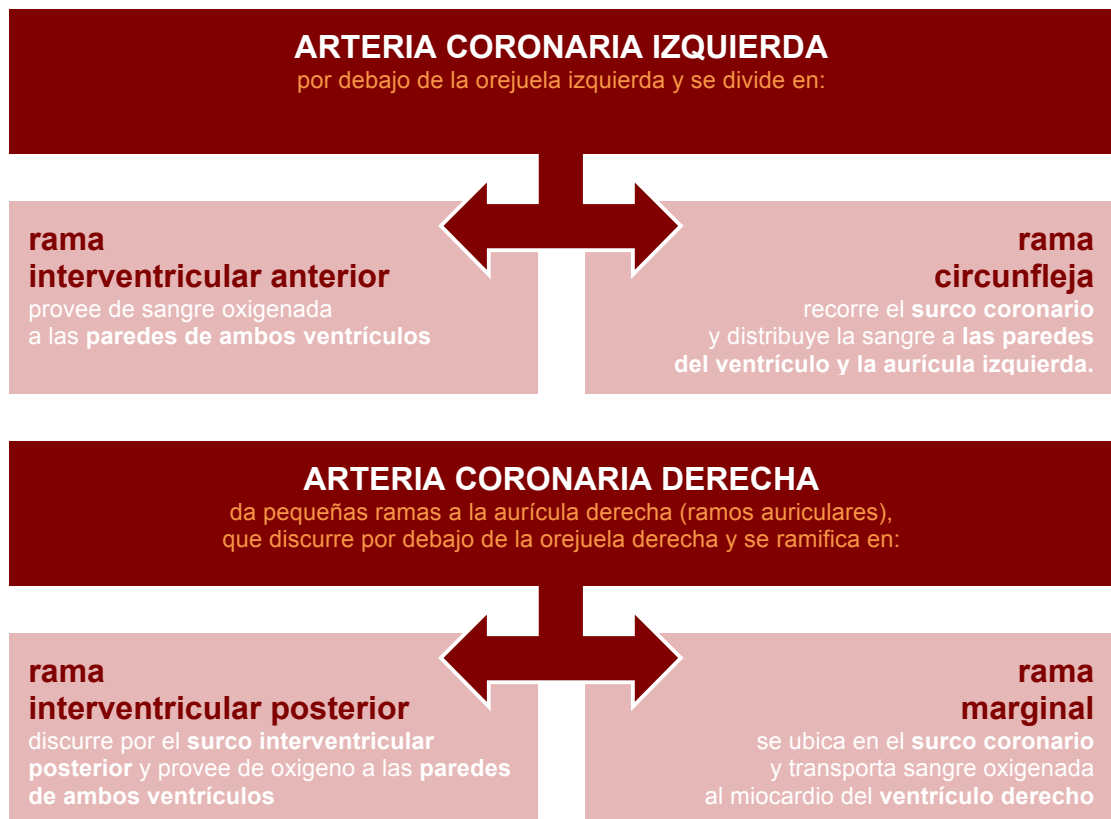 ARTERIA CORONARIA IZQUIERDA
por debajo de la orejuela izquierda y se divide en:
rama
interventricular anterior
provee de sangre oxigenada
a las paredes de ambos ventrículos
rama
circunfleja
recorre el surco coronario
y distribuye la sangre a las paredes
del ventrículo y la aurícula izquierda.
ARTERIA CORONARIA DERECHA
da pequeñas ramas a la aurícula derecha (ramos auriculares),
que discurre por debajo de la orejuela derecha y se ramifica en:
rama
interventricular posterior
discurre por el surco interventricular
posterior y provee de oxigeno a las paredes
de ambos ventrículos
rama
marginal
se ubica en el surco coronario
y transporta sangre oxigenada
al miocardio del ventrículo derecho